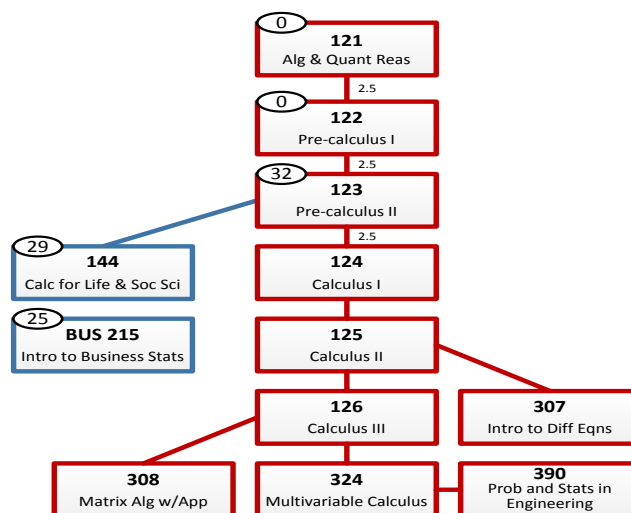 0
121
Alg & Quant Reas
2.5
0
122
Pre-calculus I
2.5
32
123
Pre-calculus II
2.5
29
144
Calc for Life & Soc Sci
124
Calculus I
25
BUS 215
Intro to Business Stats
125
Calculus II
126
Calculus III
307
Intro to Diff Eqns
308
Matrix Alg w/App
324
Multivariable Calculus
390
Prob and Stats in
Engineering